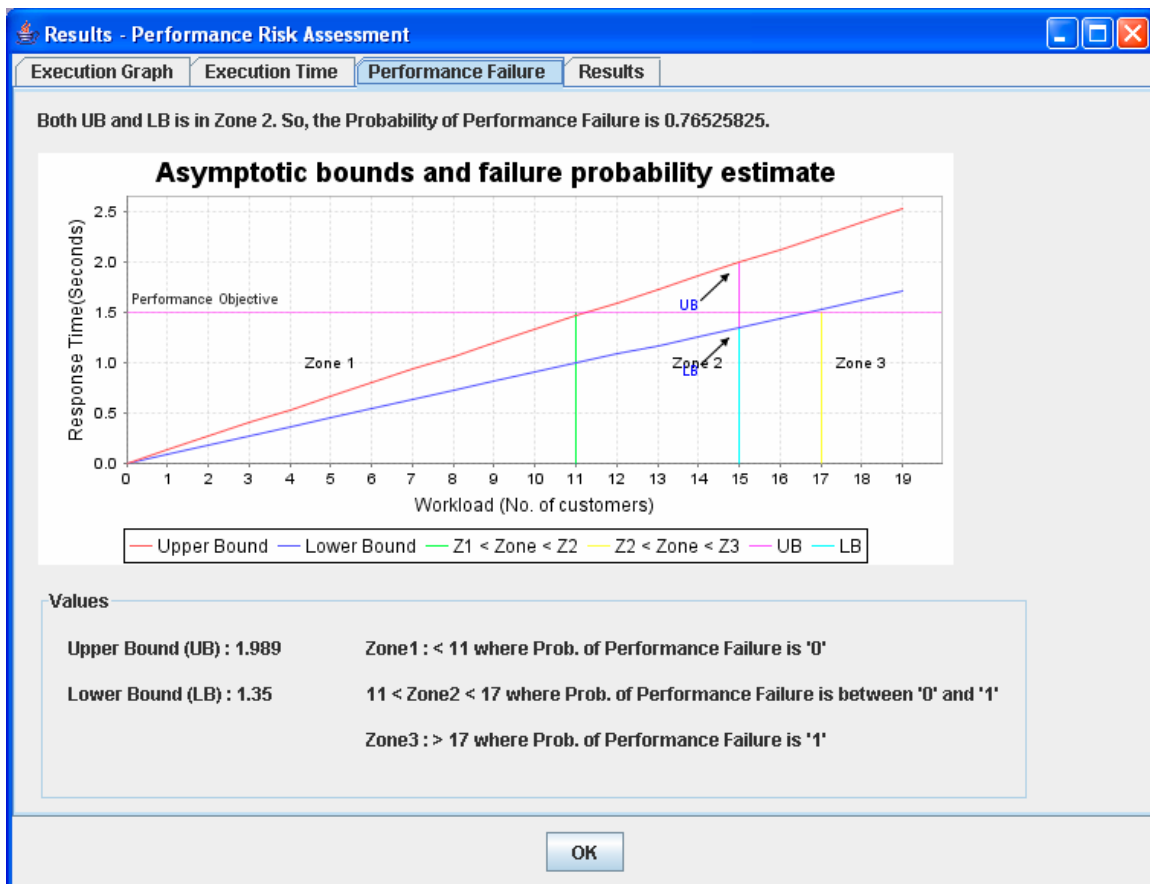 Results - Performance Risk Assessment
Execution Graph Execution Time Performance Failure Results
Both UB and LB is in Zone 2. So, the Probability of Performance Failure is 0.76525825.
Asymptotic bounds and failure probability estimate
Response Time(Seconds)
2.5
2.0
1.5
1.0
0.5
0.0
Performance Objective
UB
Zone 1
Zone 2
LB
Zone 3
0 1 2 3 4 5 6 7 8 9 10 11 12 13 14 15 16 17 18 19
Workload (No. of customers)
Upper Bound Lower Bound Z1 < Zone < Z2 Z2 < Zone < Z3 UB LB
Values
Upper Bound (UB) : 1.989 Zone1 : < 11 where Prob. of Performance Failure is '0'
Lower Bound (LB) : 1.35 11 < Zone2 < 17 where Prob. of Performance Failure is between '0' and '1'
Zone3 : > 17 where Prob. of Performance Failure is '1'
OK